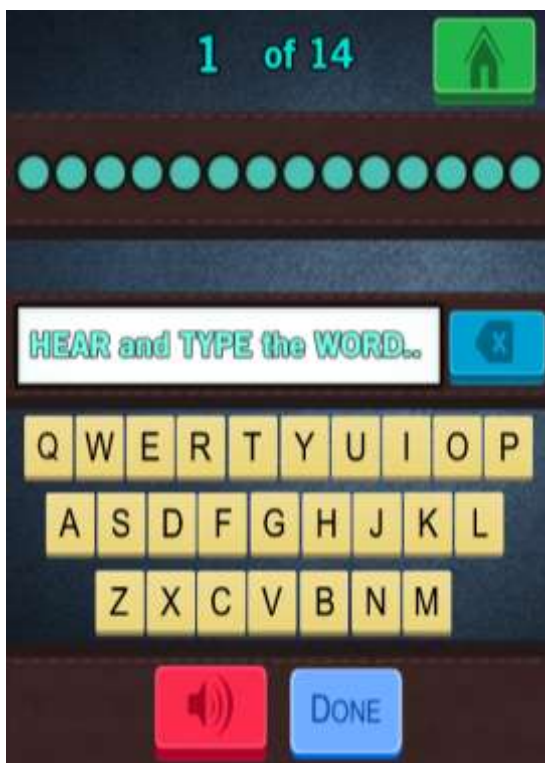 1 of 14
HEAR and TYPE the WORD..
X
Q W E R T Y U I O P
A S D F G H J K L
Z X C V B N M
DONE